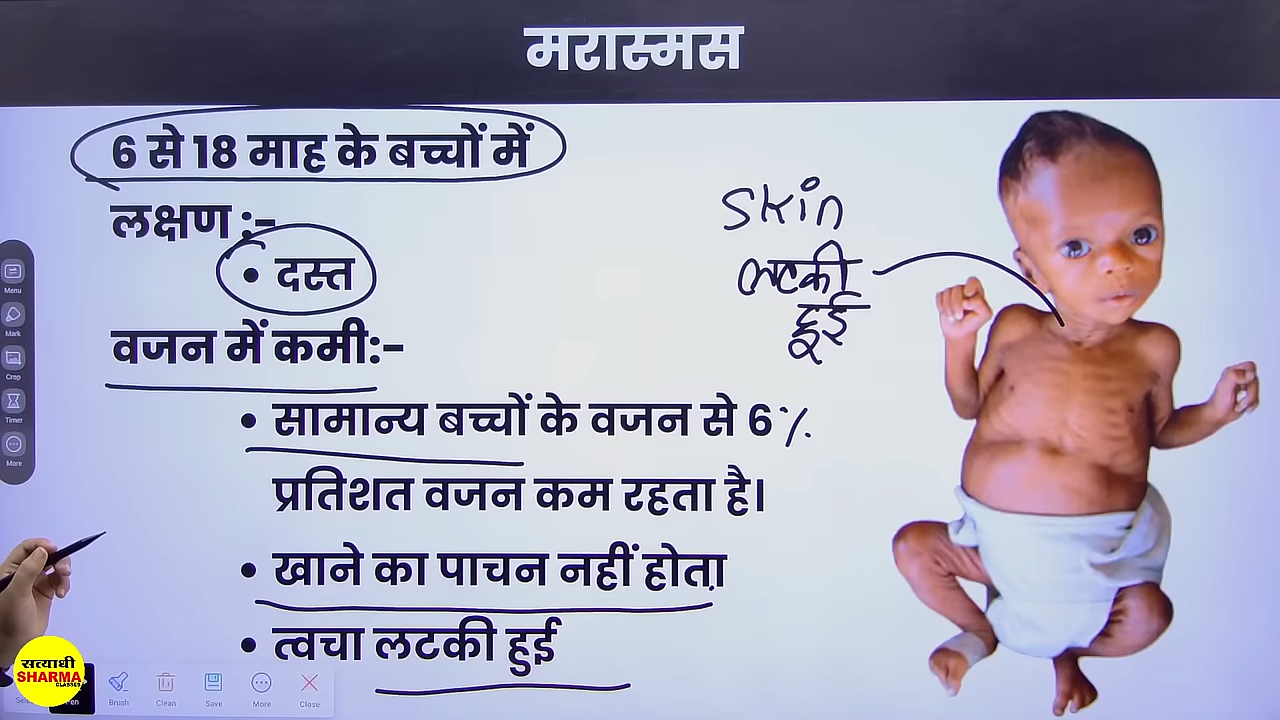 मरास्मस
6 से 18 माह के बच्चों में
लक्षण :-
• दस्त
वजन में कमी:-
• सामान्य बच्चों के वजन से 6%
प्रतिशत वजन कम रहता है।
• खाने का पाचन नहीं होता
• त्वचा लटकी हुई
Skin
लटकी
हुई
Menu
Mark
Crop
Timer
More
सत्याधी
SHARMA
CLASSES
Pen
Brush
Clean
Save
More
Close